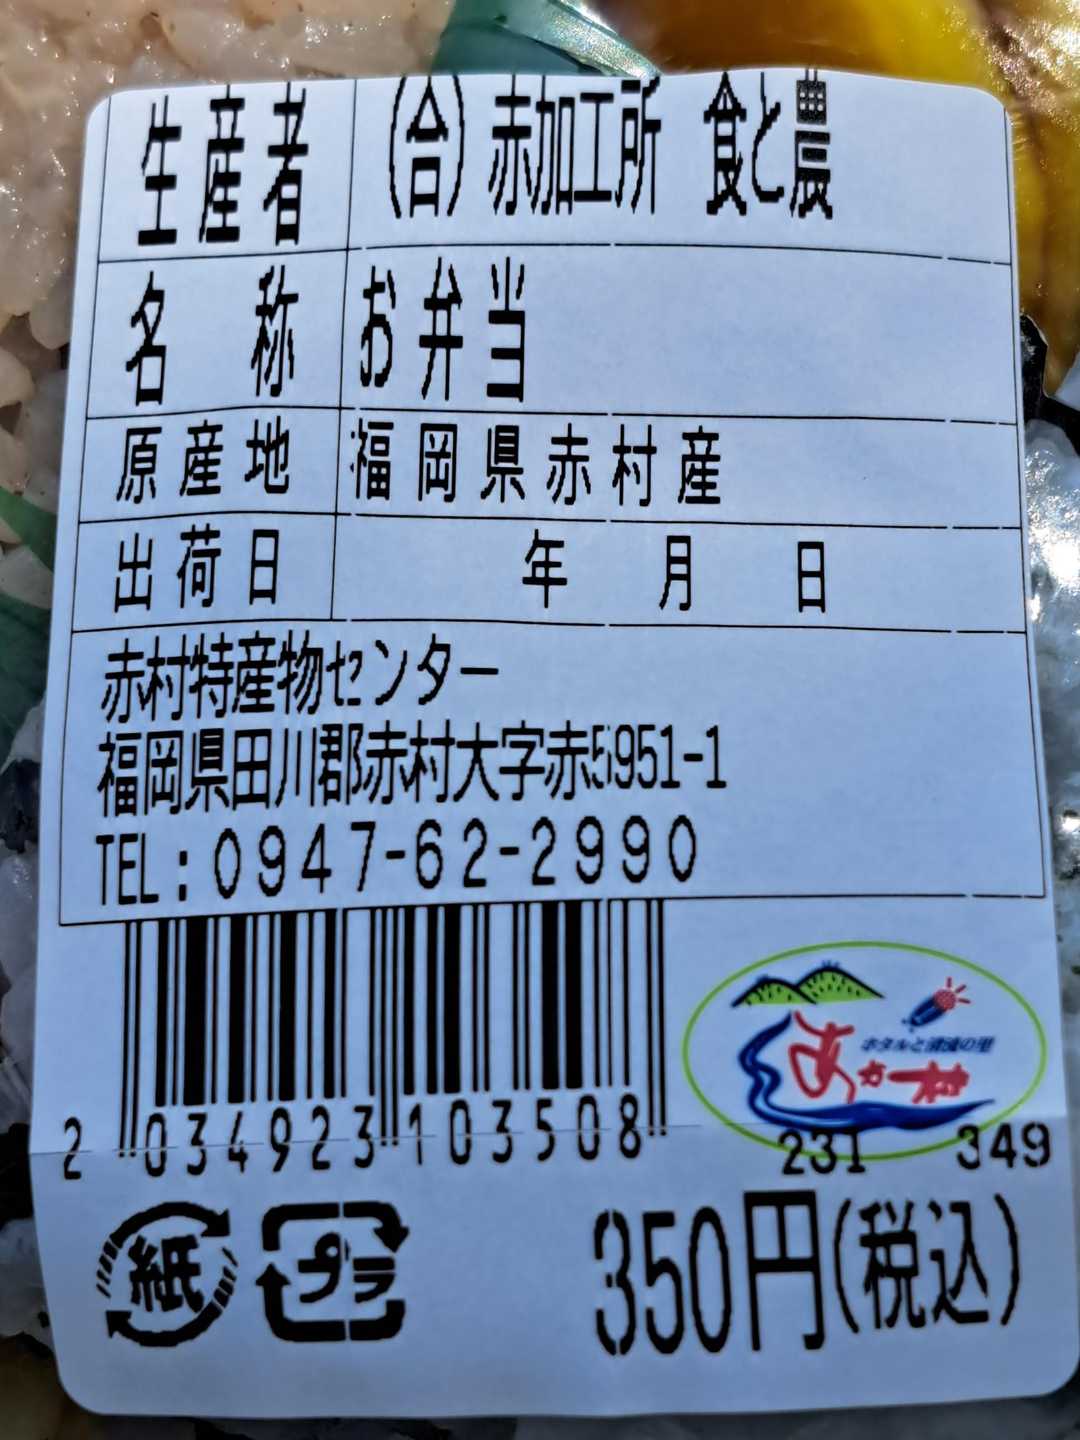 生産者 (合)赤加工所 食と農
名称 お弁当
原産地 福岡県赤村産
出荷日 年 月 日
赤村特産物センター
福岡県田川郡赤村大字赤5951-1
TEL:0947-62-2990
ホタルと清流の里
あか村
2 034923 103508
231 349
紙 プラ 350円(税込)